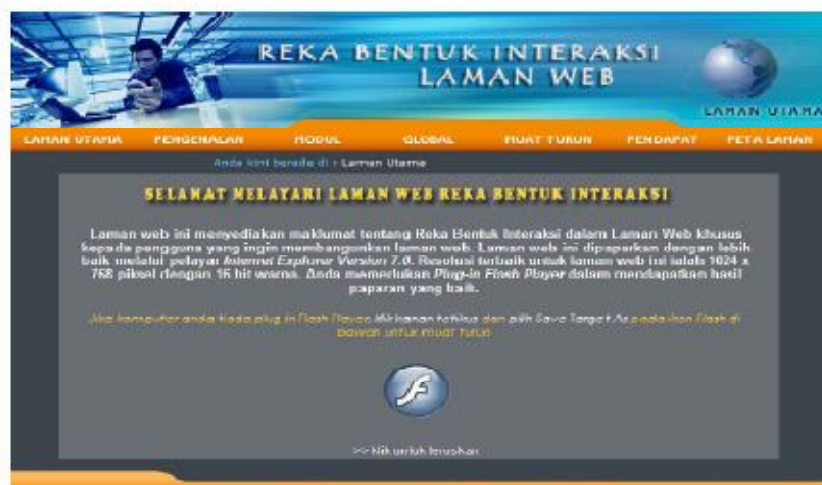 REKA BENTUK INTERAKSI
LAMAN WEB
LAMAN UTAMA
LAMAN UTAMA PENGENALAN MODUL GLOBAL MUAT TURUN PENDAPAT PETA LAMAN
Anda kini berada di : Laman Utama
SELAMAT MELAYARI LAMAN WEB REKA BENTUK INTERAKSI
Laman web ini menyediakan maklumat tentang Reka Bentuk Interaksi dalam Laman Web khusus
kepada pengguna yang ingin membangunkan laman web. Laman web ini dipaparkan dengan lebih
baik melalui pelayar Internet Explorer Version 7.0. Resolusi terbaik untuk laman web ini ialah 1024 x
768 piksel dengan 16 bit warna. Anda memerlukan Plug-in Flash Player dalam mendapatkan hasil
paparan yang baik.
Jika komputer anda tiada plug in Flash Player, klik kanan tetikus dan pilih Save Target As pada ikon Flash di
bawah untuk muat turun
>> Klik untuk teruskan